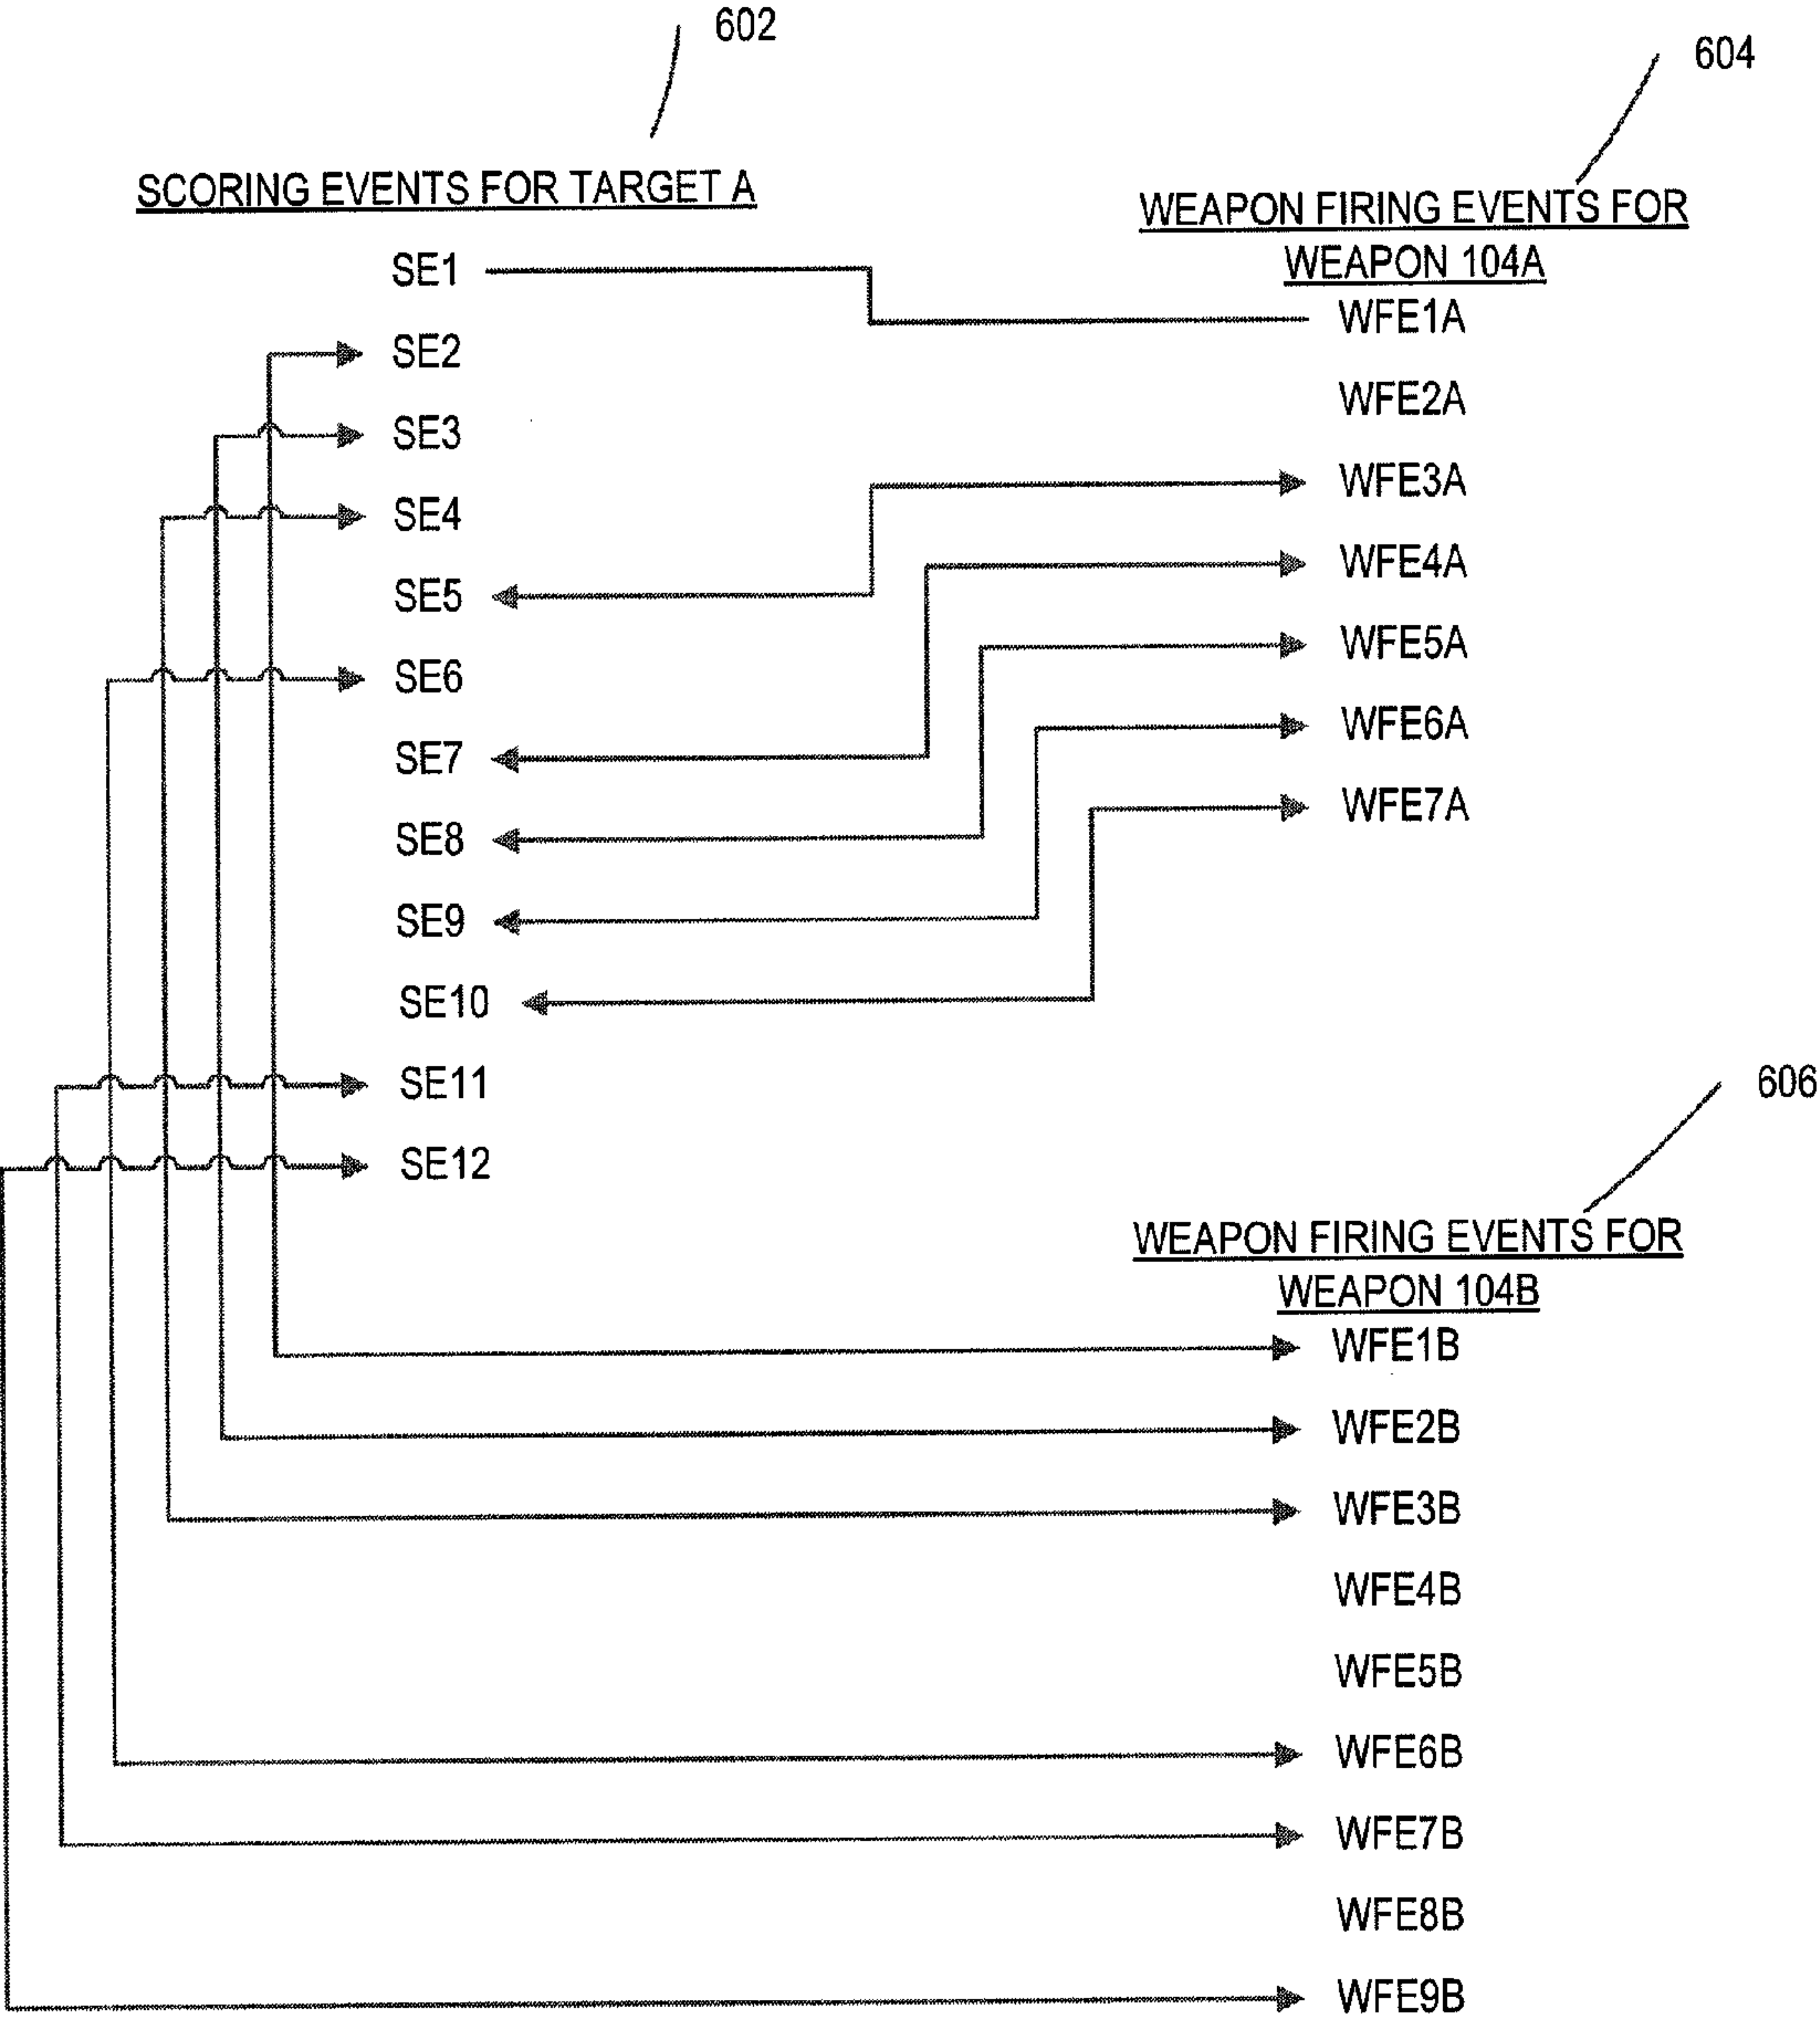 602
604
SCORING EVENTS FOR TARGET A
WEAPON FIRING EVENTS FOR
WEAPON 104A
SE1
SE2
SE3
SE4
SE5
SE6
SE7
SE8
SE9
SE10
SE11
SE12
WFE1A
WFE2A
WFE3A
WFE4A
WFE5A
WFE6A
WFE7A
606
WEAPON FIRING EVENTS FOR
WEAPON 104B
WFE1B
WFE2B
WFE3B
WFE4B
WFE5B
WFE6B
WFE7B
WFE8B
WFE9B